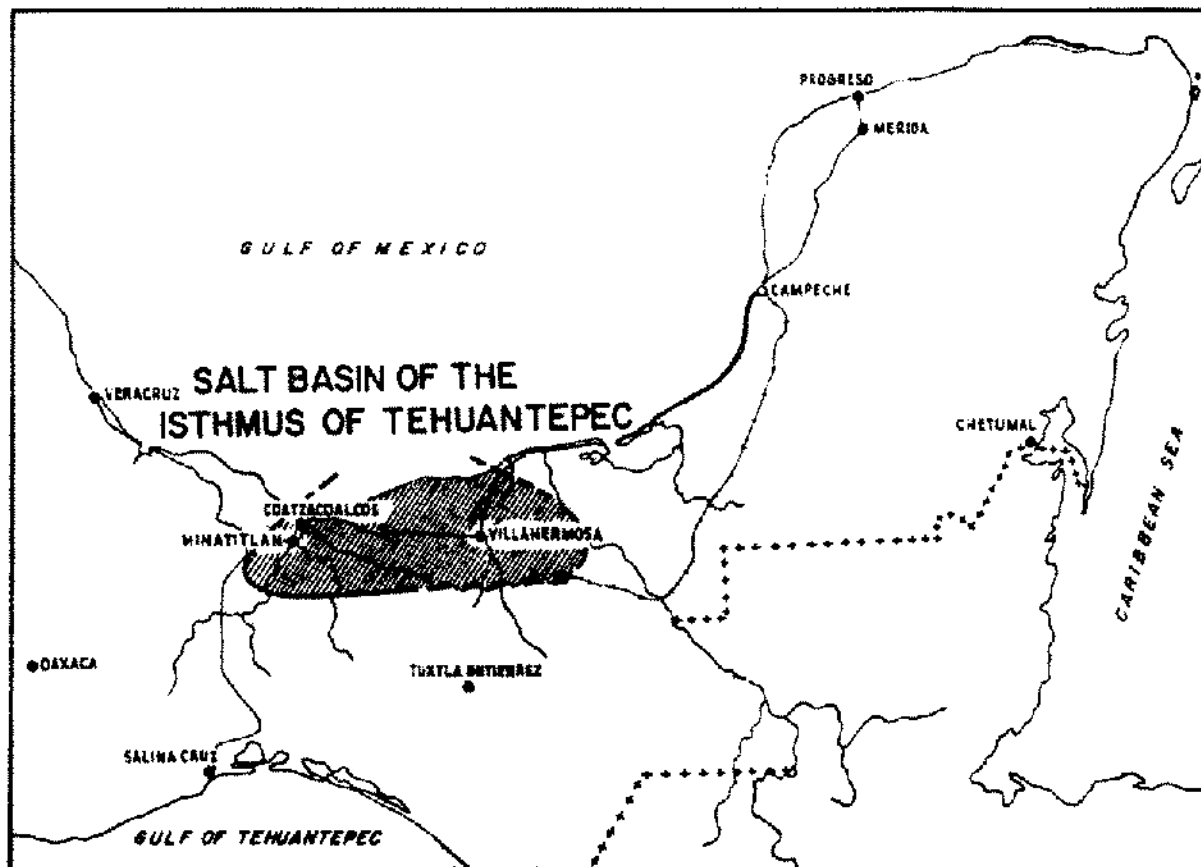 PROGRESO
MERIDA
GULF OF MEXICO
CAMPECHE
SALT BASIN OF THE
ISTHMUS OF TEHUANTEPEC
VERACRUZ
CHETUMAL
COATZACOALCOS
MINATITLAN
VILLAHERMOSA
CARIBBEAN SEA
OAXACA
TUXTLA GUTIERREZ
SALINA CRUZ
GULF OF TEHUANTEPEC